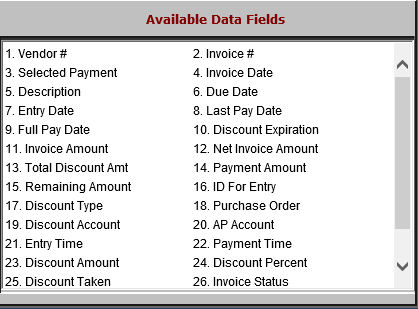 Available Data Fields
1. Vendor # 2. Invoice #
3. Selected Payment 4. Invoice Date
5. Description 6. Due Date
7. Entry Date 8. Last Pay Date
9. Full Pay Date 10. Discount Expiration
11. Invoice Amount 12. Net Invoice Amount
13. Total Discount Amt 14. Payment Amount
15. Remaining Amount 16. ID For Entry
17. Discount Type 18. Purchase Order
19. Discount Account 20. AP Account
21. Entry Time 22. Payment Time
23. Discount Amount 24. Discount Percent
25. Discount Taken 26. Invoice Status